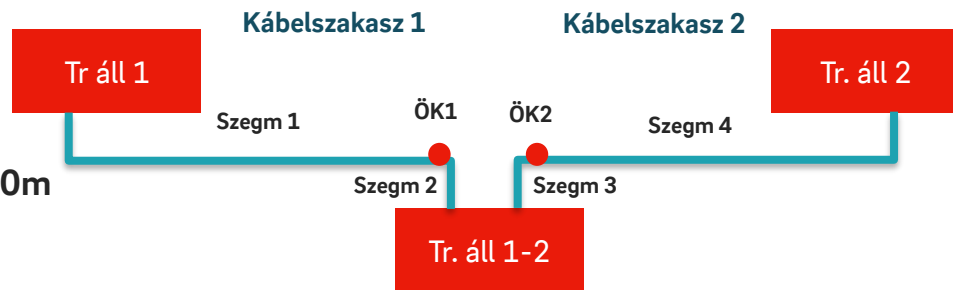 Kábelszakasz 1
Kábelszakasz 2
Tr áll 1
Tr. áll 2
ÖK1
ÖK2
Szegm 1
Szegm 4
0m
Szegm 2
Szegm 3
Tr. áll 1-2